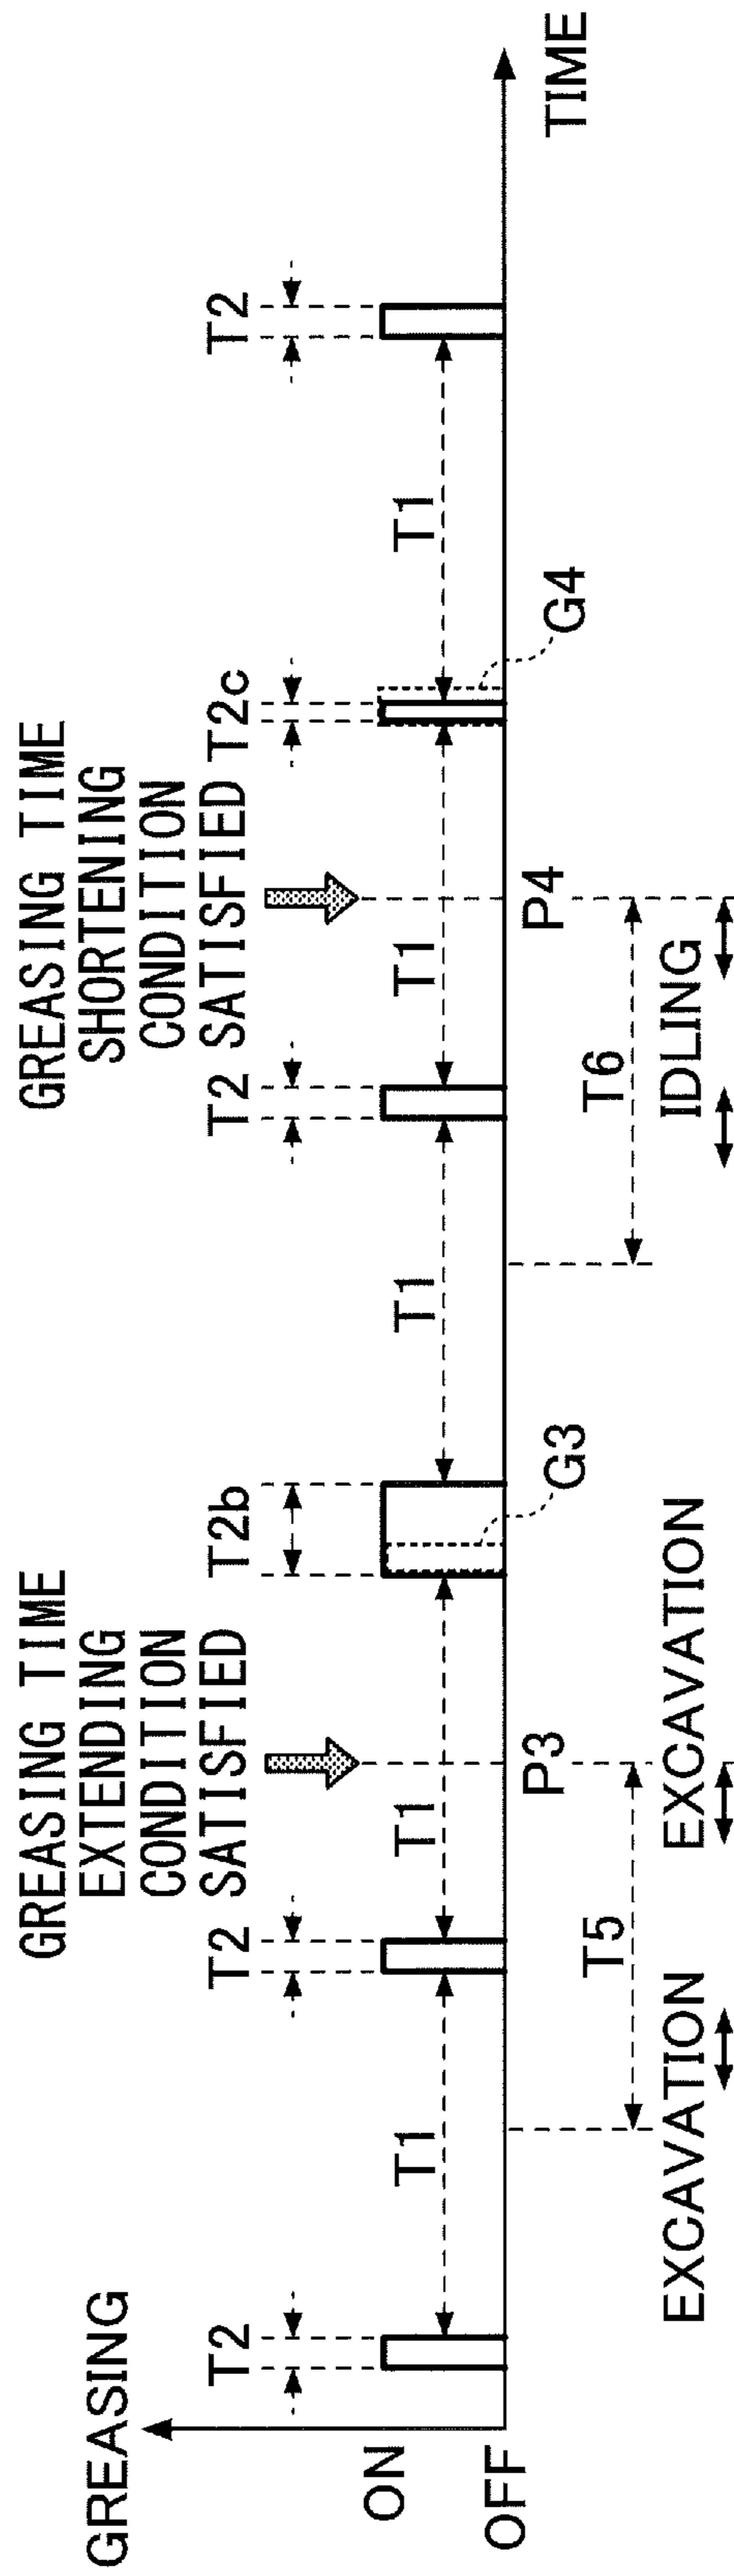 GREASING
ON
OFF
TIME
GREASING TIME
EXTENDING
CONDITION
SATISFIED
GREASING TIME
SHORTENING
CONDITION
SATISFIED
T2
T2
T2b
T2
T2c
T2
T1
T1
T1
T1
T1
G3
G4
P3
P4
T5
T6
EXCAVATION
EXCAVATION
IDLING